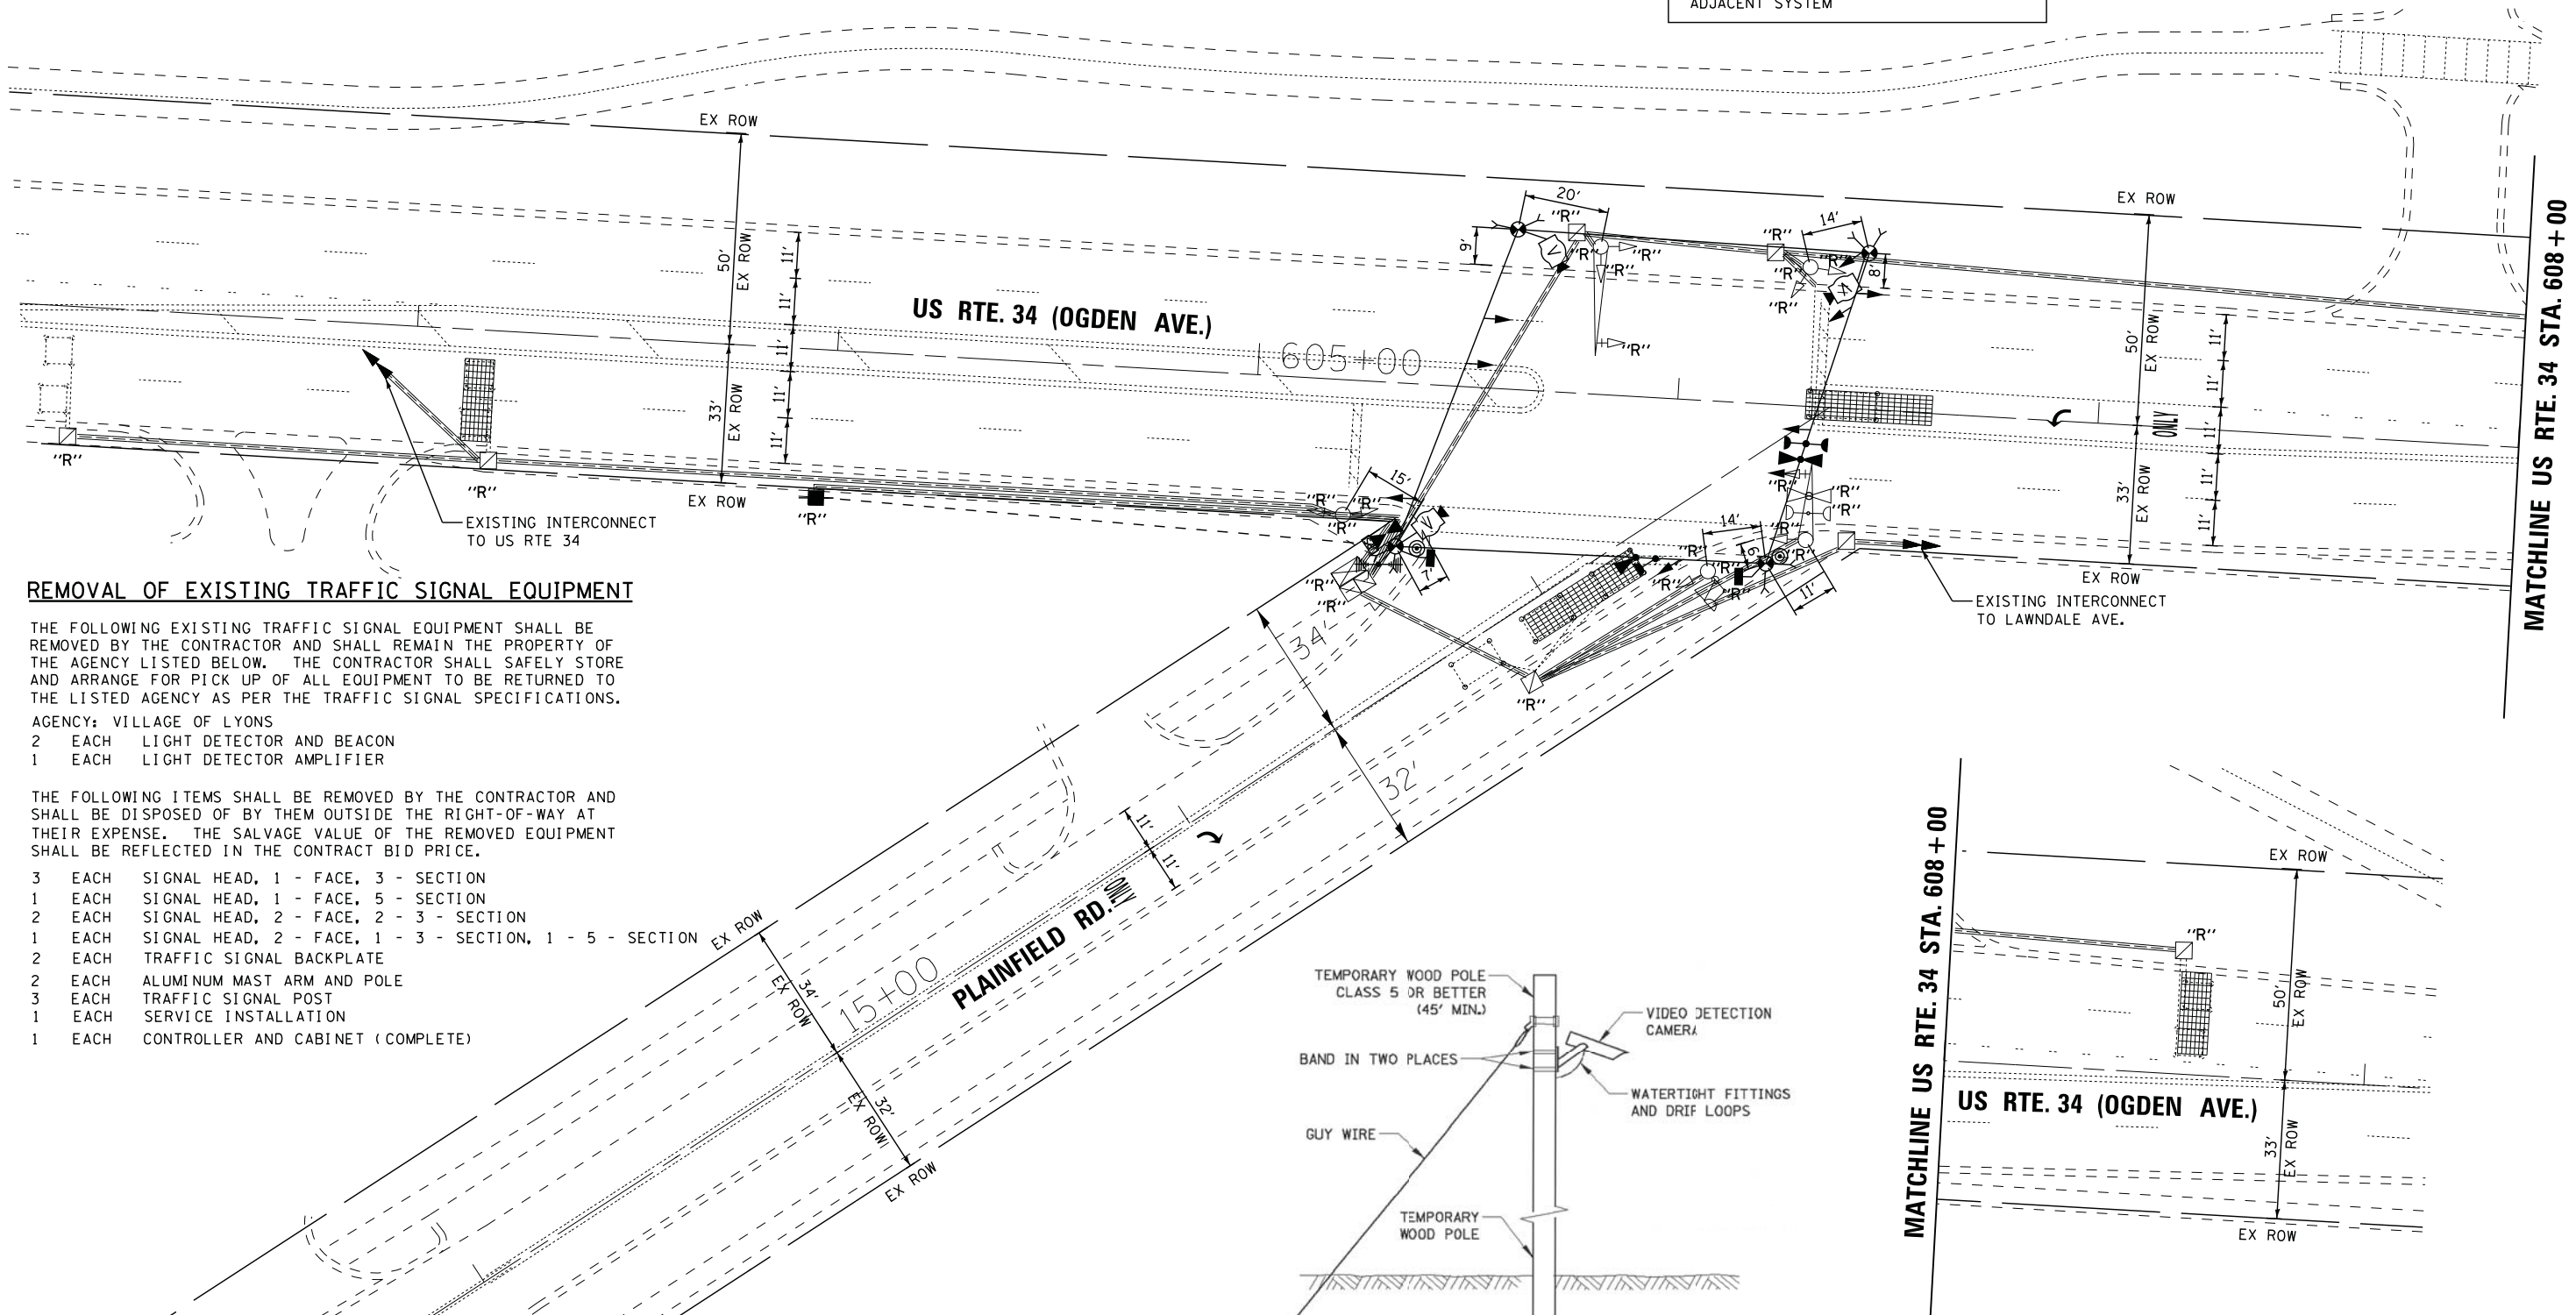 ADJACENT SYSTEM
EX ROW
EX ROW
50'
EX ROW
33'
EX ROW
11'
11'
11'
11'
11'
EX ROW
US RTE. 34 (OGDEN AVE.)
605+00
20'
9'
"R"
"R"
"R"
"R"
"R"
V
14'
8'
"R"
"R"
"R"
"R"
V
50'
EX ROW
33'
EX ROW
11'
11'
11'
11'
11'
ONLY
EX ROW
MATCHLINE US RTE. 34 STA. 608+00
"R"
"R"
"R"
EXISTING INTERCONNECT
TO US RTE 34
15'
"R"
"R"
"R"
V
7'
"R"
"R"
"R"
"R"
"R"
14'
6'
"R"
"R"
"R"
"R"
"R"
"R"
11'
"R"
EXISTING INTERCONNECT
TO LAWNDALE AVE.
REMOVAL OF EXISTING TRAFFIC SIGNAL EQUIPMENT
THE FOLLOWING EXISTING TRAFFIC SIGNAL EQUIPMENT SHALL BE
REMOVED BY THE CONTRACTOR AND SHALL REMAIN THE PROPERTY OF
THE AGENCY LISTED BELOW. THE CONTRACTOR SHALL SAFELY STORE
AND ARRANGE FOR PICK UP OF ALL EQUIPMENT TO BE RETURNED TO
THE LISTED AGENCY AS PER THE TRAFFIC SIGNAL SPECIFICATIONS.
AGENCY: VILLAGE OF LYONS
2 EACH LIGHT DETECTOR AND BEACON
1 EACH LIGHT DETECTOR AMPLIFIER
THE FOLLOWING ITEMS SHALL BE REMOVED BY THE CONTRACTOR AND
SHALL BE DISPOSED OF BY THEM OUTSIDE THE RIGHT-OF-WAY AT
THEIR EXPENSE. THE SALVAGE VALUE OF THE REMOVED EQUIPMENT
SHALL BE REFLECTED IN THE CONTRACT BID PRICE.
3 EACH SIGNAL HEAD, 1 - FACE, 3 - SECTION
1 EACH SIGNAL HEAD, 1 - FACE, 5 - SECTION
2 EACH SIGNAL HEAD, 2 - FACE, 2 - 3 - SECTION
1 EACH SIGNAL HEAD, 2 - FACE, 1 - 3 - SECTION, 1 - 5 - SECTION
2 EACH TRAFFIC SIGNAL BACKPLATE
2 EACH ALUMINUM MAST ARM AND POLE
3 EACH TRAFFIC SIGNAL POST
1 EACH SERVICE INSTALLATION
1 EACH CONTROLLER AND CABINET (COMPLETE)
34'
32'
11'
11'
ONLY
PLAINFIELD RD.
15+00
EX ROW
34'
EX ROW
32'
EX ROW
EX ROW
TEMPORARY WOOD POLE
CLASS 5 OR BETTER
(45' MIN.)
BAND IN TWO PLACES
GUY WIRE
TEMPORARY
WOOD POLE
VIDEO DETECTION
CAMERA
WATERTIGHT FITTINGS
AND DRIP LOOPS
MATCHLINE US RTE. 34 STA. 608+00
EX ROW
"R"
50'
EX ROW
US RTE. 34 (OGDEN AVE.)
33'
EX ROW
EX ROW